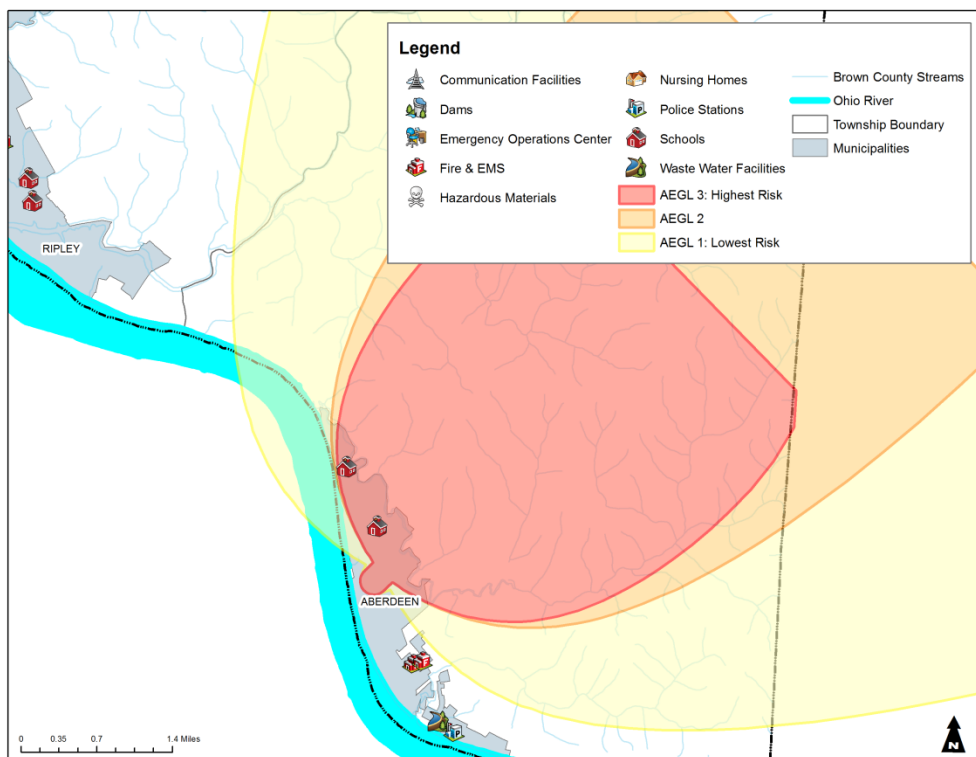 Legend
Communication Facilities
Dams
Emergency Operations Center
Fire & EMS
Hazardous Materials
Nursing Homes
Police Stations
Schools
Waste Water Facilities
AEGL 3: Highest Risk
AEGL 2
AEGL 1: Lowest Risk
Brown County Streams
Ohio River
Township Boundary
Municipalities
RIPLEY
ABERDEEN
0 0.35 0.7 1.4 Miles
N